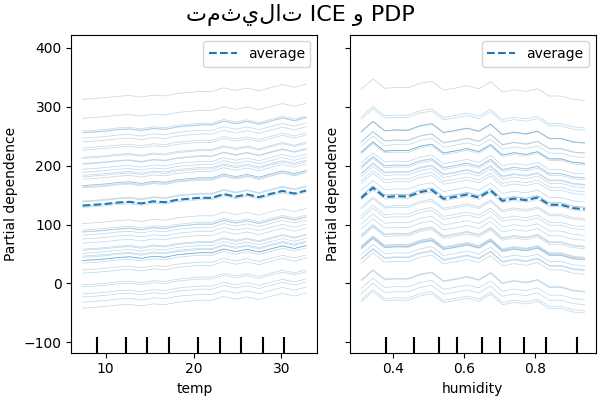 تمثيلات ICE و PDP
400
300
200
100
0
−100
Partial dependence
average
10 20 30
temp
Partial dependence
average
0.4 0.6 0.8
humidity